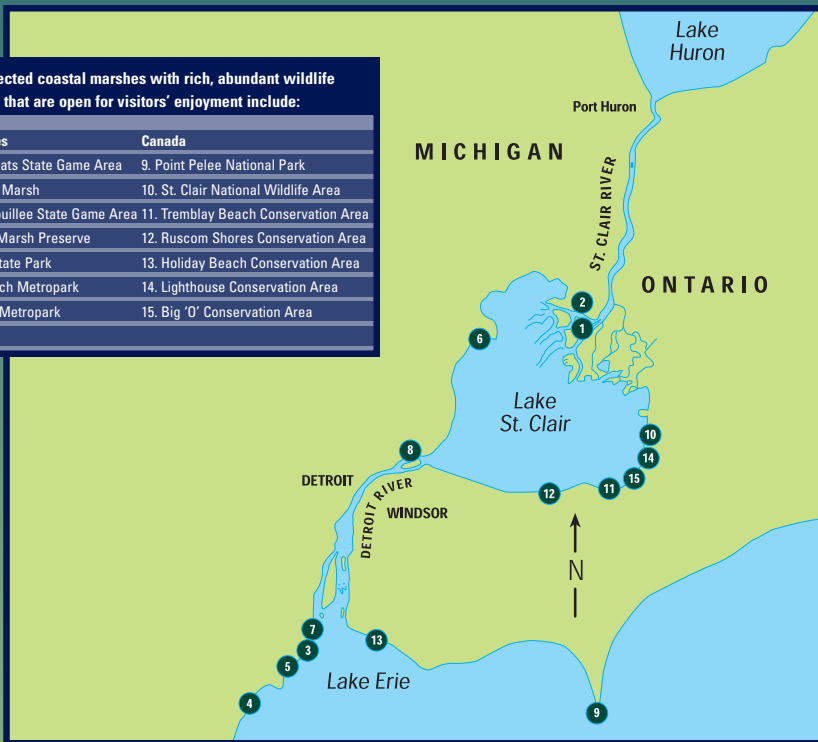 Lake
Huron
ected coastal marshes with rich, abundant wildlife
that are open for visitors' enjoyment include:
es Canada
ats State Game Area 9. Point Pelee National Park
Marsh 10. St. Clair National Wildlife Area
ouillee State Game Area 11. Tremblay Beach Conservation Area
Marsh Preserve 12. Ruscom Shores Conservation Area
tate Park 13. Holiday Beach Conservation Area
ch Metropark 14. Lighthouse Conservation Area
Metropark 15. Big 'O' Conservation Area
Port Huron
MICHIGAN
ST. CLAIR RIVER
ONTARIO
2
1
6
Lake
St. Clair
10
8
14
DETROIT
15
11
12
DETROIT RIVER
WINDSOR
N
7
13
3
5
Lake Erie
4
9